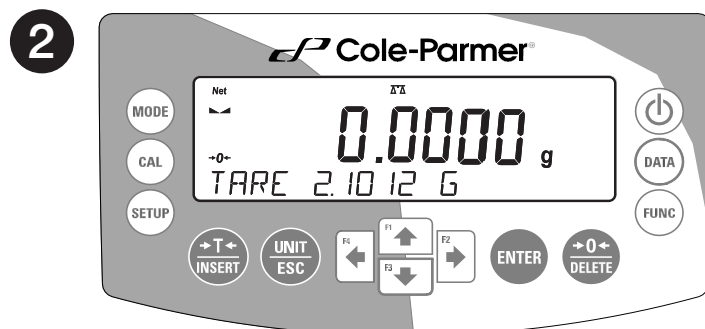 2
Cole-Parmer®
Net
MODE
0.0000 g
CAL
→0←
DATA
TARE 2.1012 G
SETUP
FUNC
→T←
INSERT
UNIT
ESC
F4
F1
F3
F2
ENTER
→0←
DELETE